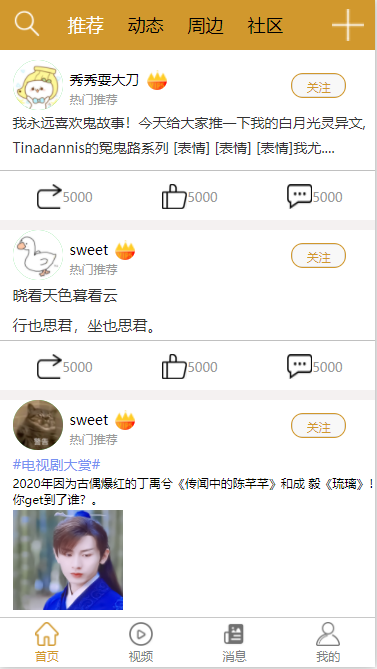 推荐 动态 周边 社区
秀秀耍大刀
关注
热门推荐
我永远喜欢鬼故事！今天给大家推一下我的白月光灵异文,
Tinadannis的冤鬼路系列 [表情] [表情] [表情]我尤....
5000 5000 5000
sweet
关注
热门推荐
晓看天色暮看云
行也思君，坐也思君。
5000 5000 5000
sweet
关注
热门推荐
#电视剧大赏#
2020年因为古偶爆红的丁禹兮《传闻中的陈芊芊》和成 毅《琉璃》!
你get到了谁？。
首页 视频 消息 我的